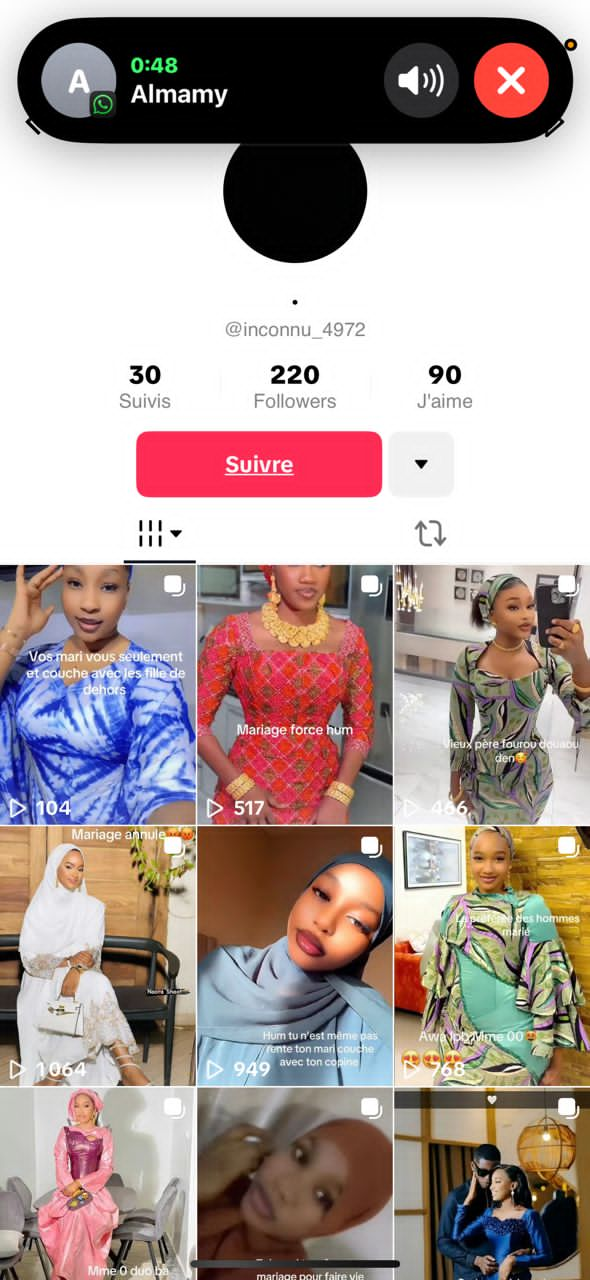 0:48
A
Almamy
.
@inconnu_4972
30
220
90
Suivis
Followers
J'aime
Suivre
Vos mari vous seulement
et couche avec les fille de
dehors
104
Mariage force hum
517
Vieux père fourou douaou
den
466
Mariage annule
1064
Hum tu n'est même pas
rente ton mari couche
avec ton copine
949
La préférée des hommes
marié
Awa
Mme 00
768
Mme 0 duo ba
mariage pour faire vie